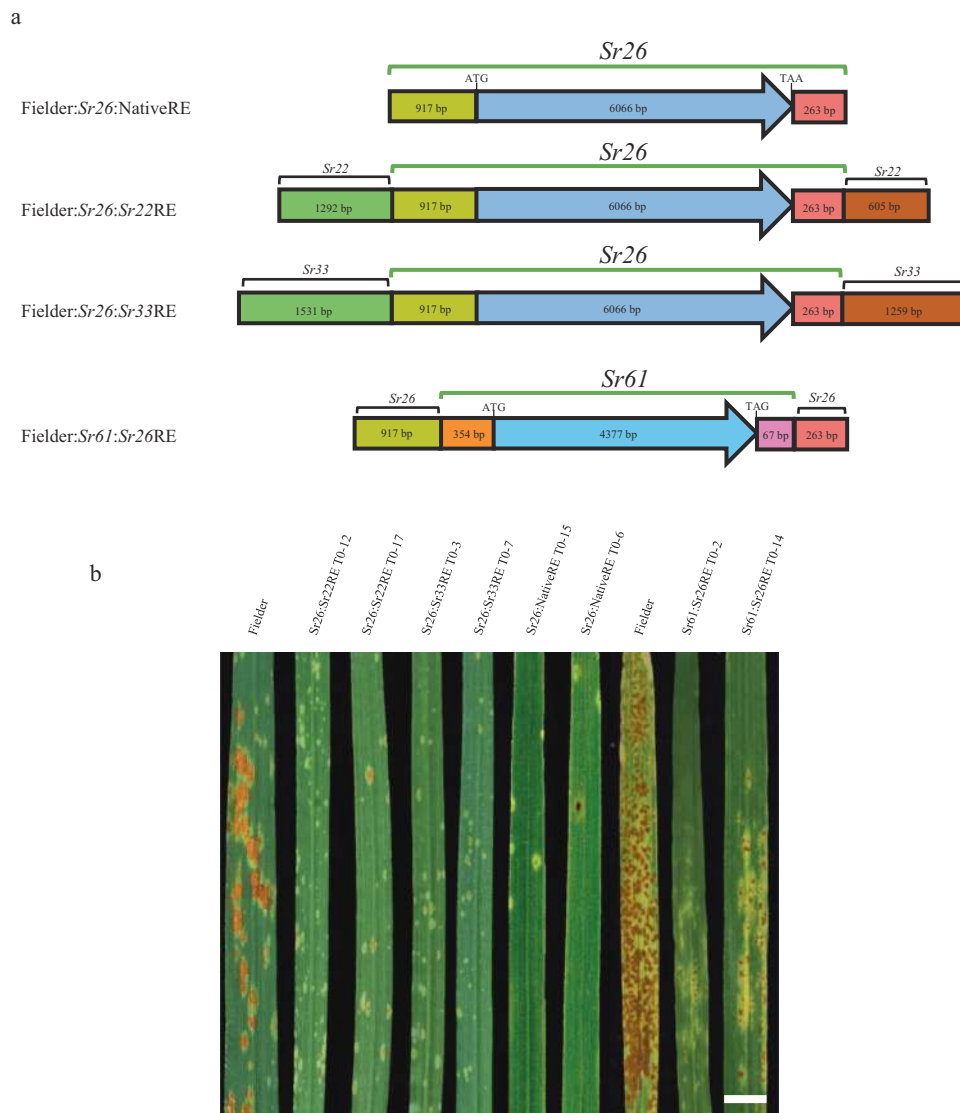 a
Sr26
ATG TAA
Fielder:Sr26:NativeRE 917 bp 6066 bp 263 bp
Sr26
Sr22 Sr22
Fielder:Sr26:Sr22RE 1292 bp 917 bp 6066 bp 263 bp 605 bp
Sr26
Sr33 Sr33
Fielder:Sr26:Sr33RE 1531 bp 917 bp 6066 bp 263 bp 1259 bp
Sr61
Sr26 ATG TAG Sr26
Fielder:Sr61:Sr26RE 917 bp 354 bp 4377 bp 67 bp 263 bp
b
Fielder
Sr26:Sr22RE T0-12
Sr26:Sr22RE T0-17
Sr26:Sr33RE T0-3
Sr26:Sr33RE T0-7
Sr26:NativeRE T0-15
Sr26:NativeRE T0-6
Fielder
Sr61:Sr26RE T0-2
Sr61:Sr26RE T0-14